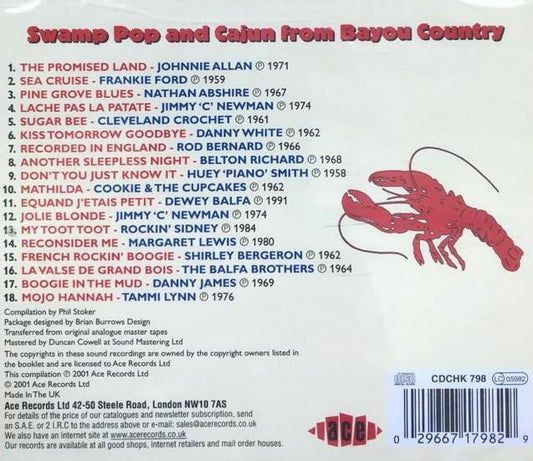 Swamp Pop and Cajun from Bayou Country
1. THE PROMISED LAND - JOHNNIE ALLAN ℗ 1971
2. SEA CRUISE - FRANKIE FORD ℗ 1959
3. PINE GROVE BLUES - NATHAN ABSHIRE ℗ 1967
4. LACHE PAS LA PATATE - JIMMY 'C' NEWMAN ℗ 1974
5. SUGAR BEE - CLEVELAND CROCHET ℗ 1961
6. KISS TOMORROW GOODBYE - DANNY WHITE ℗ 1962
7. RECORDED IN ENGLAND - ROD BERNARD ℗ 1966
8. ANOTHER SLEEPLESS NIGHT - BELTON RICHARD ℗ 1968
9. DON'T YOU JUST KNOW IT - HUEY 'PIANO' SMITH ℗ 1958
10. MATHILDA - COOKIE & THE CUPCAKES ℗ 1962
11. EQUAND J'ETAIS PETIT - DEWEY BALFA ℗ 1991
12. JOLIE BLONDE - JIMMY 'C' NEWMAN ℗ 1974
13. MY TOOT TOOT - ROCKIN' SIDNEY ℗ 1984
14. RECONSIDER ME - MARGARET LEWIS ℗ 1980
15. FRENCH ROCKIN' BOOGIE - SHIRLEY BERGERON ℗ 1962
16. LA VALSE DE GRAND BOIS - THE BALFA BROTHERS ℗ 1964
17. BOOGIE IN THE MUD - DANNY JAMES ℗ 1969
18. MOJO HANNAH - TAMMI LYNN ℗ 1976
Compilation by Phil Stoker
Package designed by Brian Burrows Design
Transferred from original analogue master tapes
Mastered by Duncan Cowell at Sound Mastering Ltd
The copyrights in these sound recordings are owned by the copyright owners listed in
the booklet and are licensed to Ace Records Ltd
This compilation ℗ 2001 Ace Records Ltd
© 2001 Ace Records Ltd
Made in The UK
Ace Records Ltd 42-50 Steele Road, London NW10 7AS
For details of the price of our catalogues and newsletter subscription, send
an S.A.E. or 2 I.R.C to the address above or e-mail: sales@acerecords.co.uk
We also have an internet site at www.acerecords.co.uk
Our records are available at all good shops, internet retailers and mail order houses.
ace
COMPACT disc DIGITAL AUDIO
CDCHK 798
LC 05982
0 29667 17982 9